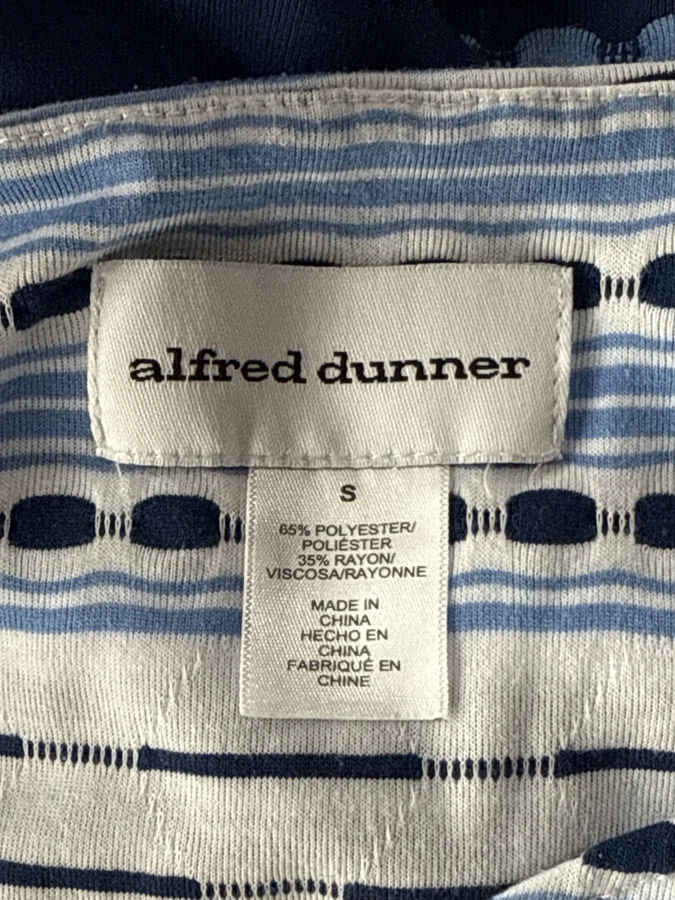 alfred dunner
S
65% POLYESTER/
POLIÉSTER
35% RAYON/
VISCOSA/RAYONNE
MADE IN
CHINA
HECHO EN
CHINA
FABRIQUÉ EN
CHINE